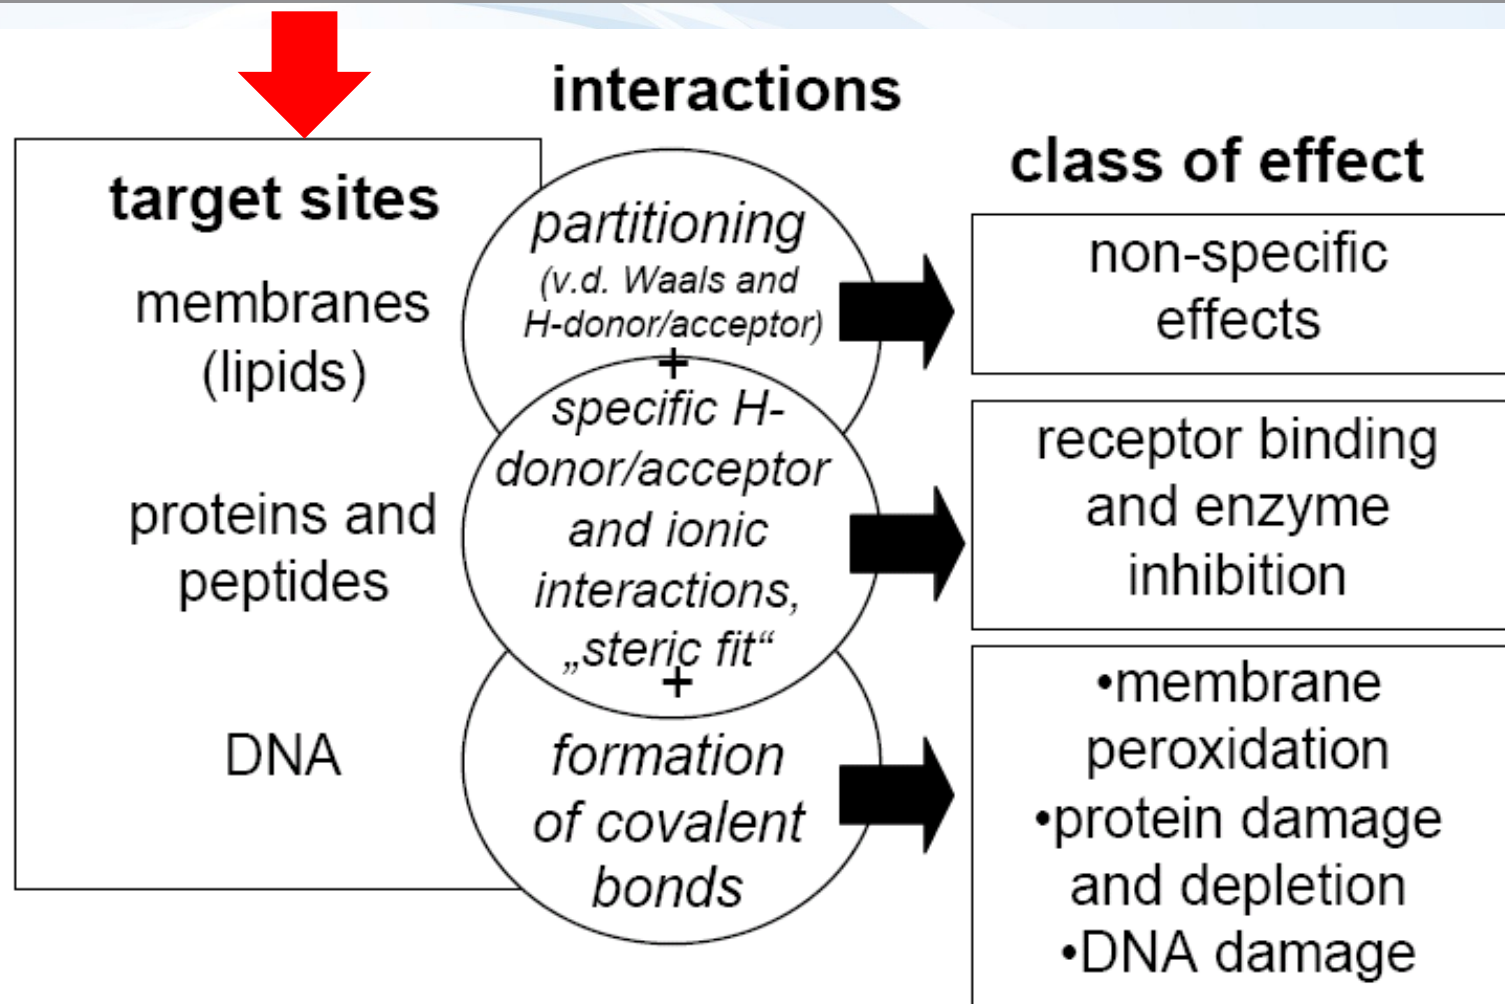 interactions
class of effect
target sites
membranes
(lipids)
proteins and
peptides
DNA
partitioning
(v.d. Waals and
H-donor/acceptor)
+
specific H-
donor/acceptor
and ionic
interactions,
„steric fit“
+
formation
of covalent
bonds
non-specific
effects
receptor binding
and enzyme
inhibition
•membrane
peroxidation
•protein damage
and depletion
•DNA damage